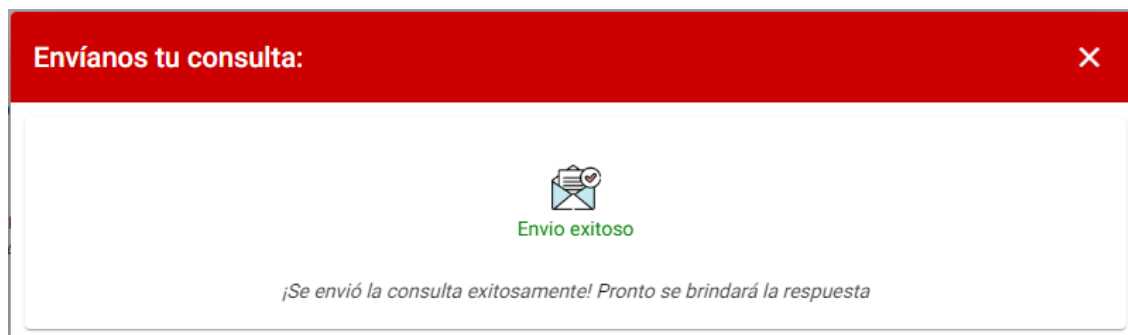 Envíanos tu consulta:
Envio exitoso
¡Se envió la consulta exitosamente! Pronto se brindará la respuesta